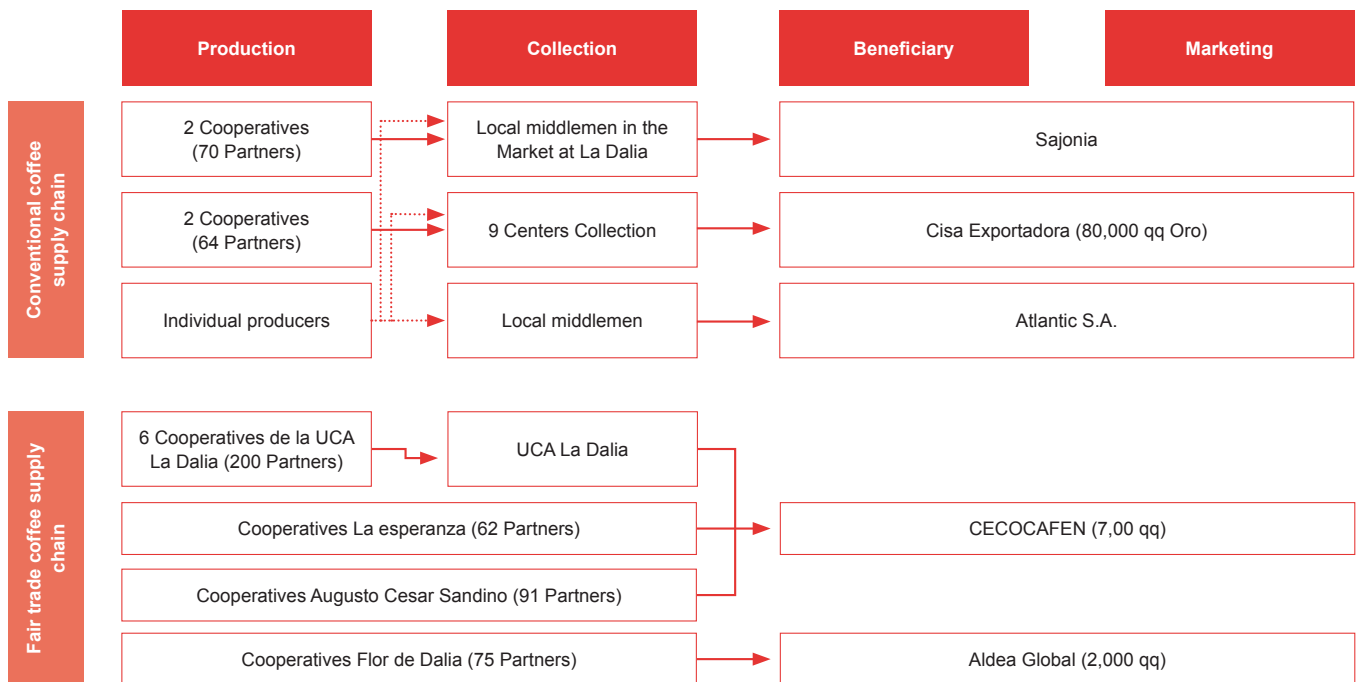 Production
Collection
Beneficiary
Marketing
Conventional coffee
supply chain
2 Cooperatives
(70 Partners)
Local middlemen in the
Market at La Dalia
Sajonia
2 Cooperatives
(64 Partners)
9 Centers Collection
Cisa Exportadora (80,000 qq Oro)
Individual producers
Local middlemen
Atlantic S.A.
Fair trade coffee supply
chain
6 Cooperatives de la UCA
La Dalia (200 Partners)
UCA La Dalia
Cooperatives La esperanza (62 Partners)
CECOCAFEN (7,00 qq)
Cooperatives Augusto Cesar Sandino (91 Partners)
Cooperatives Flor de Dalia (75 Partners)
Aldea Global (2,000 qq)